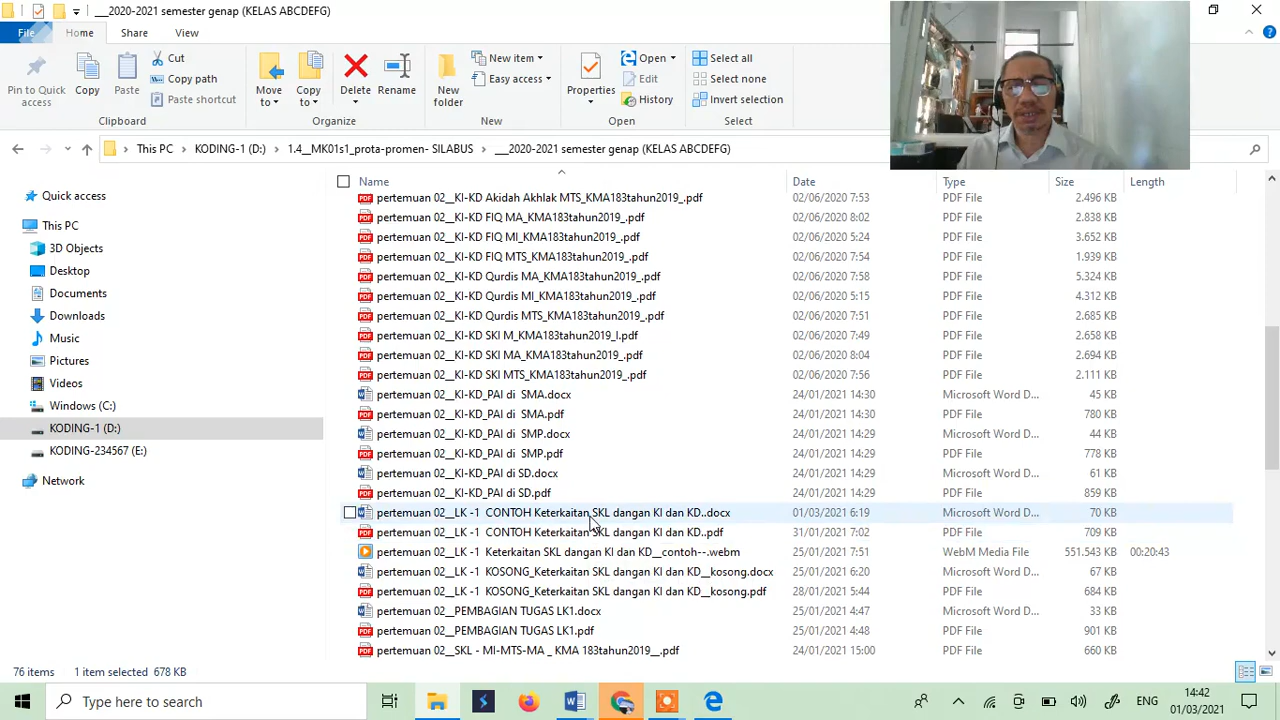 ___2020-2021 semester genap (KELAS ABCDEFG)
File Home Share View
Pin to Quick access
Copy
Paste
Cut
Copy path
Paste shortcut
Clipboard
Move to
Copy to
Delete
Rename
Organize
New folder
New item
Easy access
New
Properties
Open
Edit
History
Open
Select all
Select none
Invert selection
Select
This PC KODING-1 (D:) 1.4__MK01s1_prota-promen- SILABUS ___2020-2021 semester genap (KELAS ABCDEFG)
Quick access
This PC
3D Objects
Desktop
Documents
Downloads
Music
Pictures
Videos
Windows (C:)
KODING-1 (D:)
KODING-234567 (E:)
Network
Name Date Type Size Length
pertemuan 02__KI-KD Akidah Akhlak MTS_KMA183tahun2019_.pdf 02/06/2020 7:53 PDF File 2.496 KB
pertemuan 02__KI-KD FIQ MA_KMA183tahun2019_.pdf 02/06/2020 8:02 PDF File 2.838 KB
pertemuan 02__KI-KD FIQ MI_KMA183tahun2019_.pdf 02/06/2020 5:24 PDF File 3.652 KB
pertemuan 02__KI-KD FIQ MTS_KMA183tahun2019_.pdf 02/06/2020 7:54 PDF File 1.939 KB
pertemuan 02__KI-KD Qurdis MA_KMA183tahun2019_.pdf 02/06/2020 7:58 PDF File 5.324 KB
pertemuan 02__KI-KD Qurdis MI_KMA183tahun2019_.pdf 02/06/2020 5:15 PDF File 4.312 KB
pertemuan 02__KI-KD Qurdis MTS_KMA183tahun2019_.pdf 02/06/2020 7:51 PDF File 2.685 KB
pertemuan 02__KI-KD SKI M_KMA183tahun2019_I.pdf 02/06/2020 7:49 PDF File 2.658 KB
pertemuan 02__KI-KD SKI MA_KMA183tahun2019_.pdf 02/06/2020 8:04 PDF File 2.694 KB
pertemuan 02__KI-KD SKI MTS_KMA183tahun2019_.pdf 02/06/2020 7:56 PDF File 2.111 KB
pertemuan 02__KI-KD_PAI di SMA.docx 24/01/2021 14:30 Microsoft Word D... 45 KB
pertemuan 02__KI-KD_PAI di SMA.pdf 24/01/2021 14:30 PDF File 780 KB
pertemuan 02__KI-KD_PAI di SMP.docx 24/01/2021 14:29 Microsoft Word D... 44 KB
pertemuan 02__KI-KD_PAI di SMP.pdf 24/01/2021 14:29 PDF File 778 KB
pertemuan 02__KI-KD_PAI di SD.docx 24/01/2021 14:29 Microsoft Word D... 61 KB
pertemuan 02__KI-KD_PAI di SD.pdf 24/01/2021 14:29 PDF File 859 KB
pertemuan 02__LK -1 CONTOH Keterkaitan SKL dangan KI dan KD..docx 01/03/2021 6:19 Microsoft Word D... 70 KB
pertemuan 02__LK -1 CONTOH Keterkaitan SKL dangan KI dan KD..pdf 31/01/2021 7:02 PDF File 709 KB
pertemuan 02__LK -1 Keterkaitan SKL dangan KI dan KD__contoh--.webm 25/01/2021 7:51 WebM Media File 551.543 KB 00:20:43
pertemuan 02__LK -1 KOSONG_Keterkaitan SKL dangan KI dan KD__kosong.docx 25/01/2021 6:20 Microsoft Word D... 67 KB
pertemuan 02__LK -1 KOSONG_Keterkaitan SKL dangan KI dan KD__kosong.pdf 28/01/2021 5:44 PDF File 684 KB
pertemuan 02__PEMBAGIAN TUGAS LK1.docx 25/01/2021 4:47 Microsoft Word D... 33 KB
pertemuan 02__PEMBAGIAN TUGAS LK1.pdf 25/01/2021 4:48 PDF File 901 KB
pertemuan 02__SKL - MI-MTS-MA _ KMA 183tahun2019__.pdf 24/01/2021 15:00 PDF File 660 KB
76 items 1 item selected 678 KB
Type here to search
ENG
14:42
01/03/2021